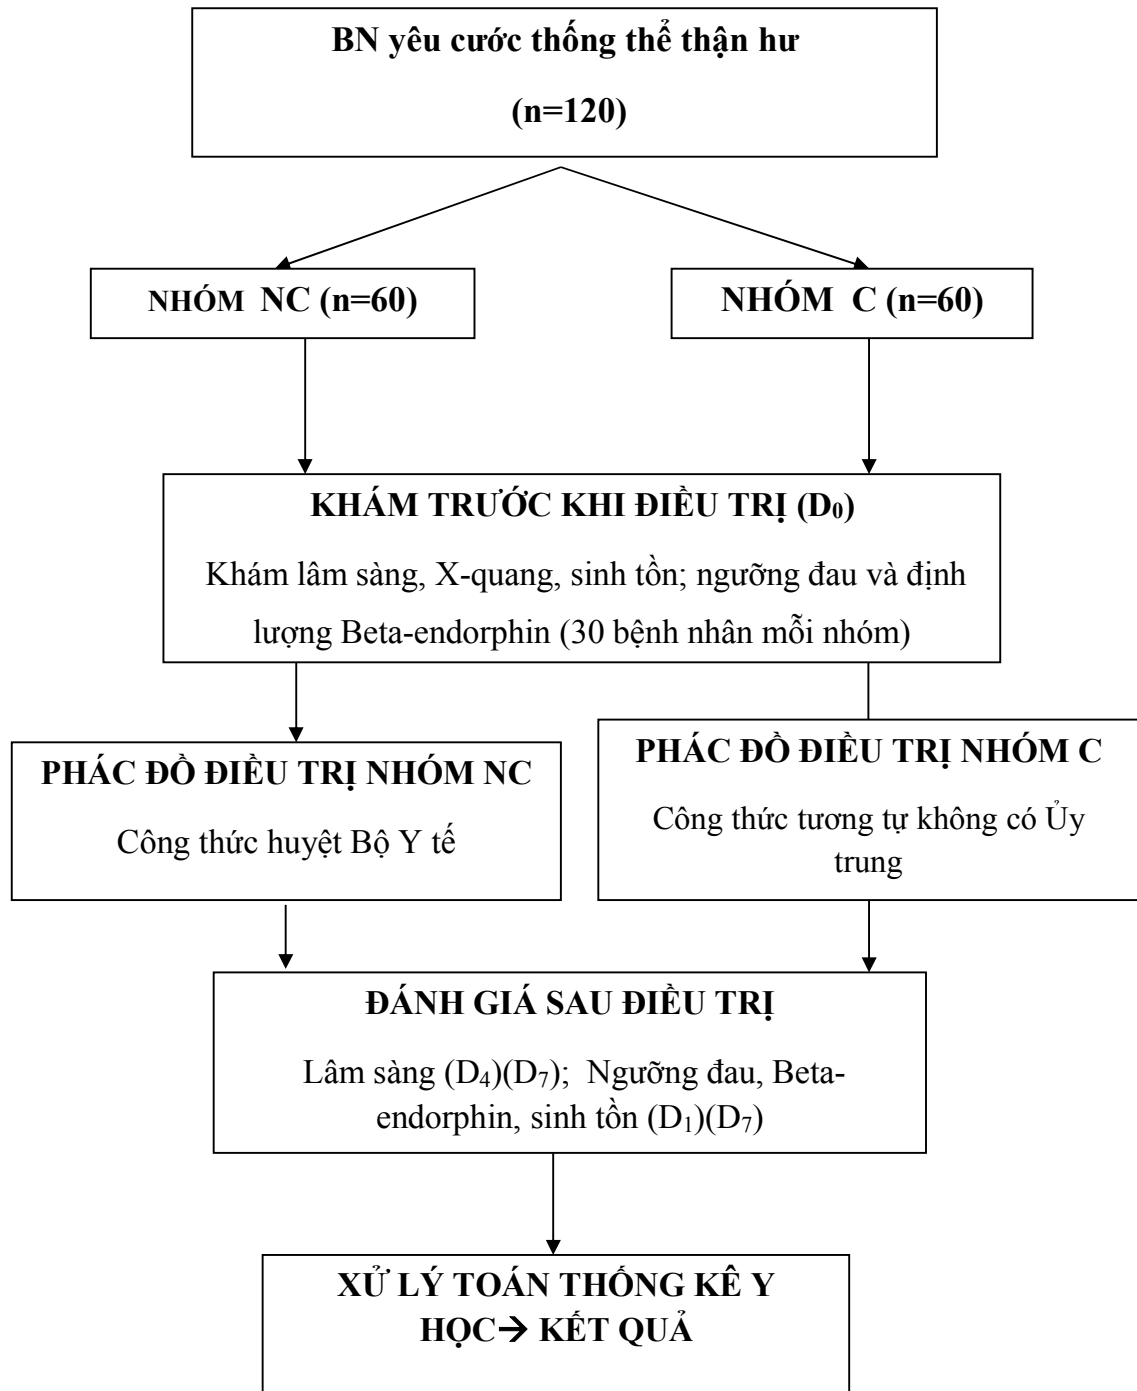 BN yêu cước thống thể thận hư
(n=120)
NHÓM NC (n=60)
NHÓM C (n=60)
KHÁM TRƯỚC KHI ĐIỀU TRỊ (D₀)
Khám lâm sàng, X-quang, sinh tồn; ngưỡng đau và định
lượng Beta-endorphin (30 bệnh nhân mỗi nhóm)
PHÁC ĐỒ ĐIỀU TRỊ NHÓM NC
Công thức huyệt Bộ Y tế
PHÁC ĐỒ ĐIỀU TRỊ NHÓM C
Công thức tương tự không có Ủy
trung
ĐÁNH GIÁ SAU ĐIỀU TRỊ
Lâm sàng (D₄)(D₇); Ngưỡng đau, Beta-
endorphin, sinh tồn (D₁)(D₇)
XỬ LÝ TOÁN THỐNG KÊ Y
HỌC→ KẾT QUẢ